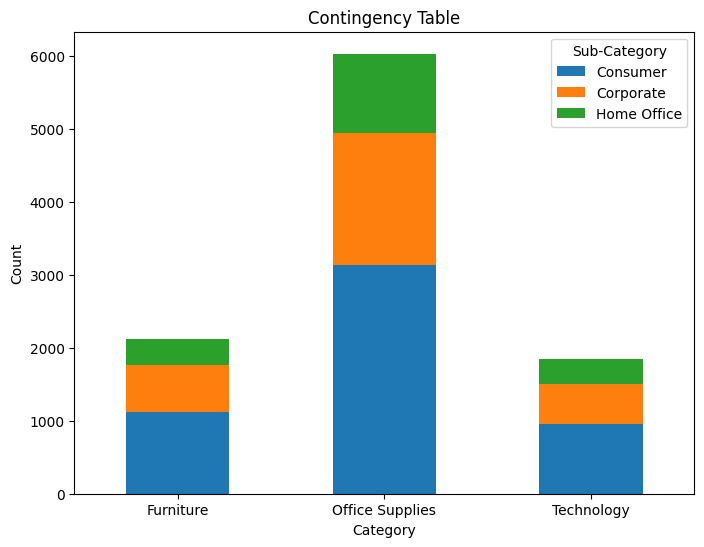 Contingency Table
Sub-Category
Consumer
Corporate
Home Office
6000
5000
4000
3000
2000
1000
0
Count
Furniture
Office Supplies
Technology
Category